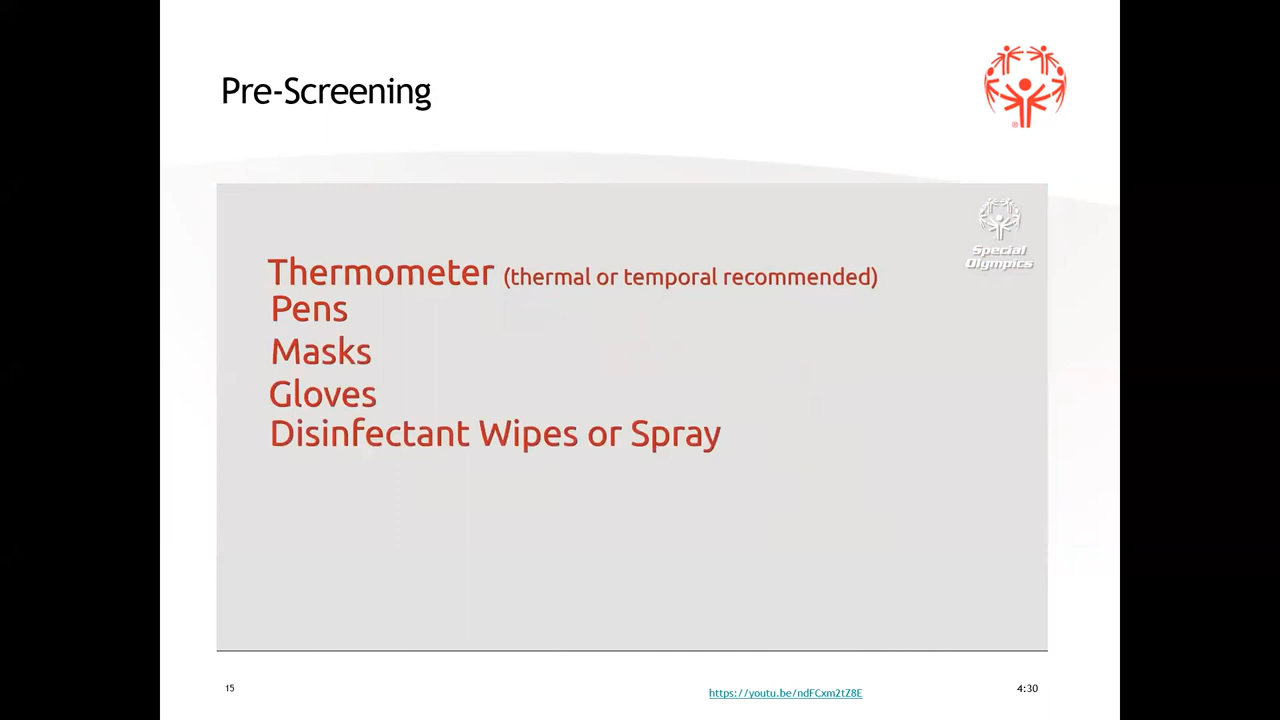 Pre-Screening
®
Special
Olympics
Thermometer (thermal or temporal recommended)
Pens
Masks
Gloves
Disinfectant Wipes or Spray
15
https://youtu.be/ndFCxm2tZ8E
4:30